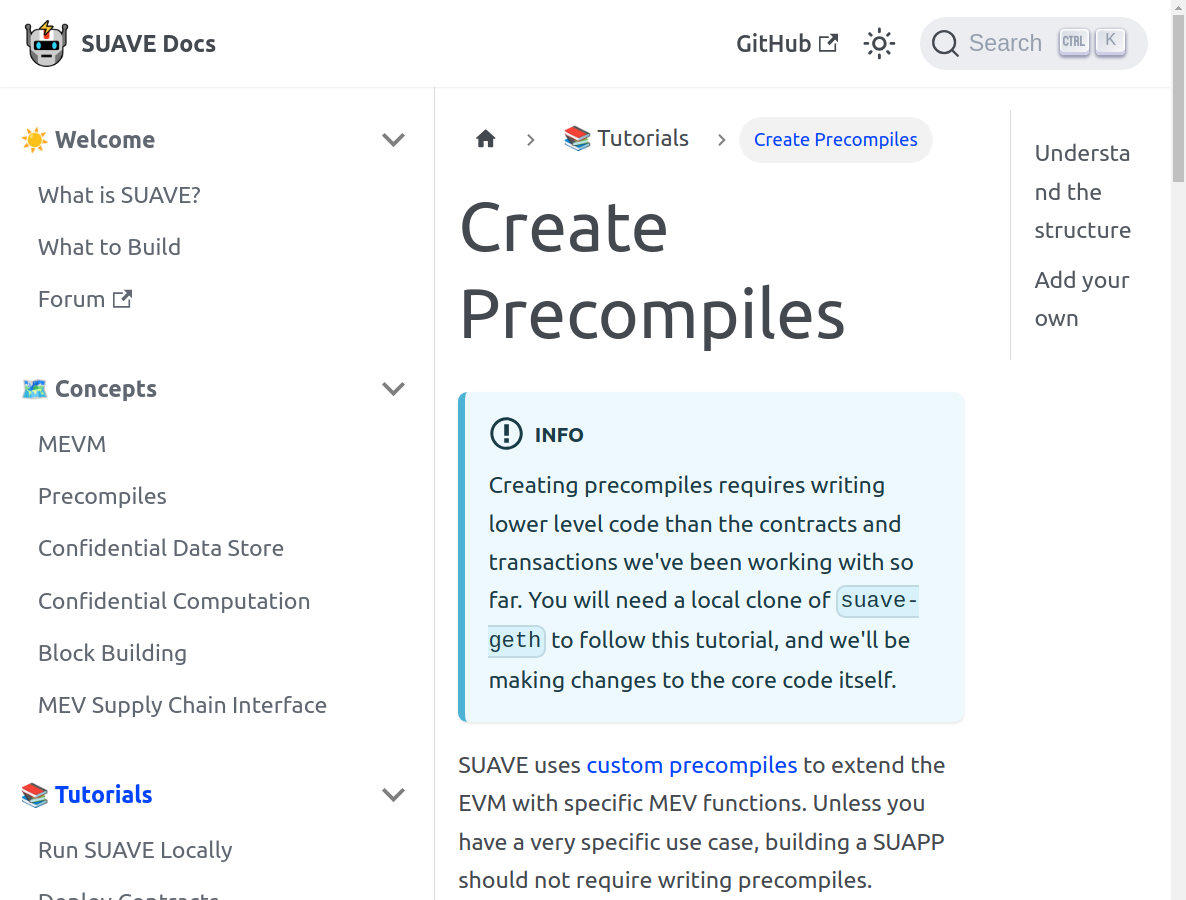 SUAVE Docs
GitHub
Search
CTRL
K
☀️ Welcome
What is SUAVE?
What to Build
Forum
🗺️ Concepts
MEVM
Precompiles
Confidential Data Store
Confidential Computation
Block Building
MEV Supply Chain Interface
📚 Tutorials
Run SUAVE Locally
Deploy Contracts
📚 Tutorials
Create Precompiles
Create
Precompiles
INFO
Creating precompiles requires writing
lower level code than the contracts and
transactions we've been working with so
far. You will need a local clone of suave-
geth to follow this tutorial, and we'll be
making changes to the core code itself.
SUAVE uses custom precompiles to extend the
EVM with specific MEV functions. Unless you
have a very specific use case, building a SUAPP
should not require writing precompiles.
Understa
nd the
structure
Add your
own